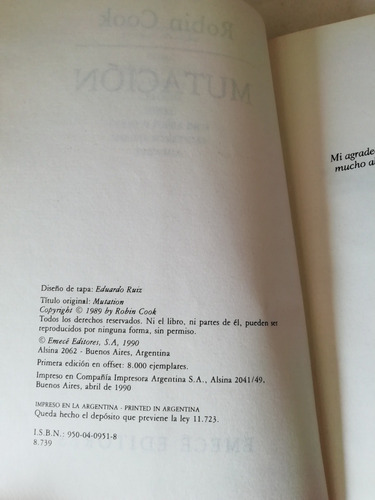 Robin Cook
MUTACIÓN
Mi agrade
mucho a
Diseño de tapa: Eduardo Ruiz
Título original: Mutation
Copyright © 1989 by Robin Cook
Todos los derechos reservados. Ni el libro, ni partes de él, pueden ser
reproducidos por ninguna forma, sin permiso.
© Emecé Editores, S.A, 1990
Alsina 2062 - Buenos Aires, Argentina
Primera edición en offset: 8.000 ejemplares.
Impreso en Compañía Impresora Argentina S.A., Alsina 2041/49,
Buenos Aires, abril de 1990
IMPRESO EN LA ARGENTINA - PRINTED IN ARGENTINA
Queda hecho el depósito que previene la ley 11.723.
I.S.B.N.: 950-04-0951-8
8.739
EMECÉ EDITO